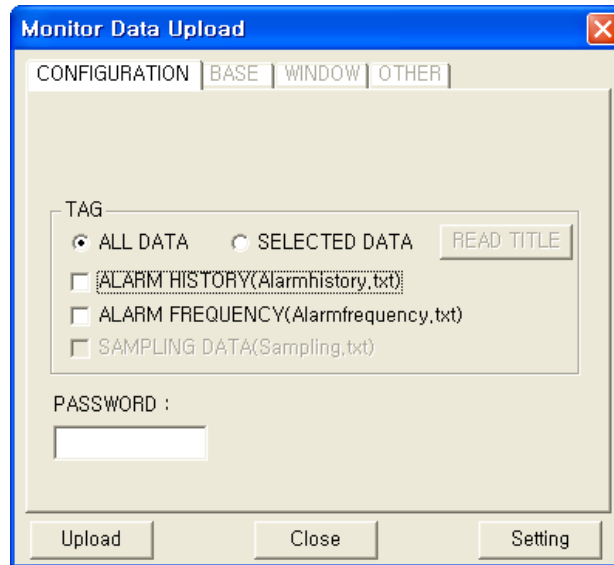 Monitor Data Upload
CONFIGURATION BASE WINDOW OTHER
TAG
ALL DATA SELECTED DATA READ TITLE
ALARM HISTORY(Alarmhistory,txt)
ALARM FREQUENCY(Alarmfrequency,txt)
SAMPLING DATA(Sampling,txt)
PASSWORD :
Upload Close Setting